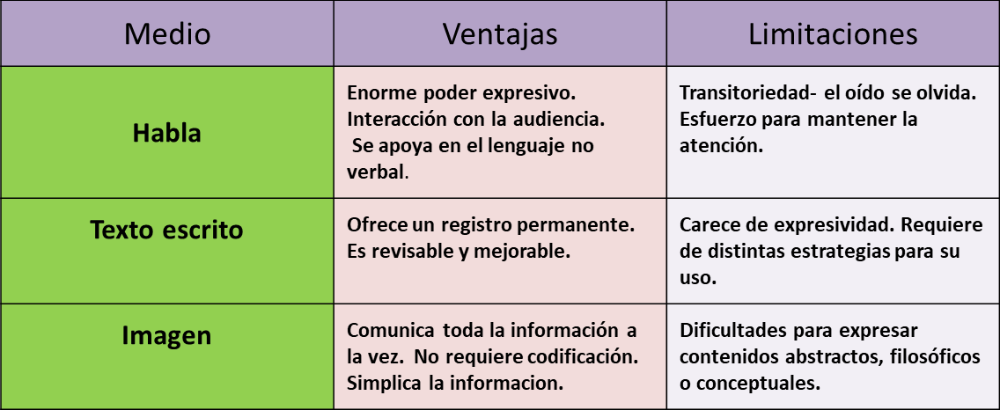 Medio
Ventajas
Limitaciones
Habla
Enorme poder expresivo.
Interacción con la audiencia.
Se apoya en el lenguaje no
verbal.
Transitoriedad- el oído se olvida.
Esfuerzo para mantener la
atención.
Texto escrito
Ofrece un registro permanente.
Es revisable y mejorable.
Carece de expresividad. Requiere
de distintas estrategias para su
uso.
Imagen
Comunica toda la información a
la vez. No requiere codificación.
Simplica la informacion.
Dificultades para expresar
contenidos abstractos, filosóficos
o conceptuales.